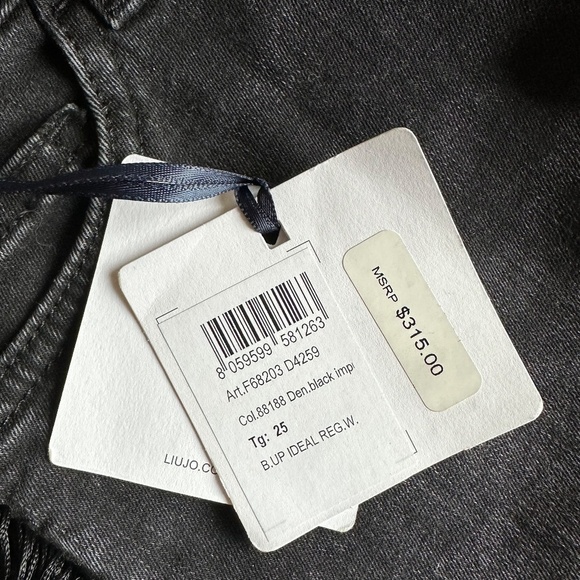 8 059599 581263
Art.F68203 D4259
Col.88188 Den.black imp
Tg: 25
B.UP IDEAL REG.W.
MSRP $315.00
LIUJO.CO